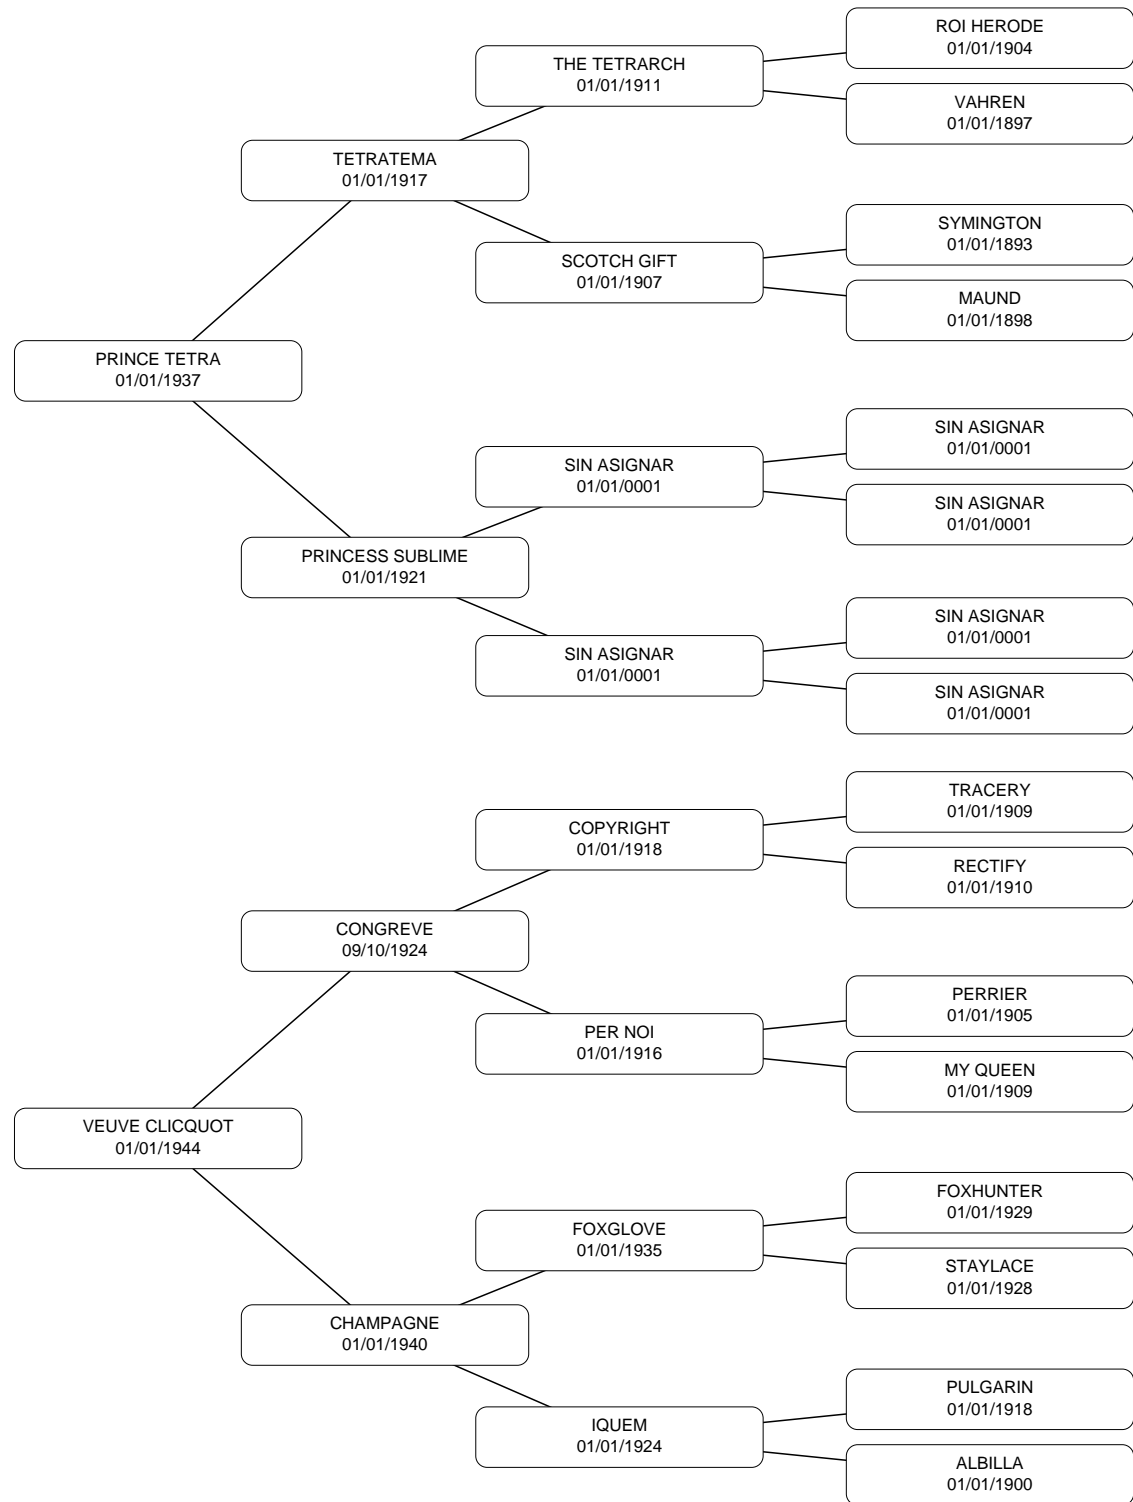 ROI HERODE
01/01/1904
THE TETRARCH
01/01/1911
VAHREN
01/01/1897
TETRATEMA
01/01/1917
SYMINGTON
01/01/1893
SCOTCH GIFT
01/01/1907
MAUND
01/01/1898
PRINCE TETRA
01/01/1937
SIN ASIGNAR
01/01/0001
SIN ASIGNAR
01/01/0001
SIN ASIGNAR
01/01/0001
PRINCESS SUBLIME
01/01/1921
SIN ASIGNAR
01/01/0001
SIN ASIGNAR
01/01/0001
SIN ASIGNAR
01/01/0001
TRACERY
01/01/1909
COPYRIGHT
01/01/1918
RECTIFY
01/01/1910
CONGREVE
09/10/1924
PERRIER
01/01/1905
PER NOI
01/01/1916
MY QUEEN
01/01/1909
VEUVE CLICQUOT
01/01/1944
FOXHUNTER
01/01/1929
FOXGLOVE
01/01/1935
STAYLACE
01/01/1928
CHAMPAGNE
01/01/1940
PULGARIN
01/01/1918
IQUEM
01/01/1924
ALBILLA
01/01/1900